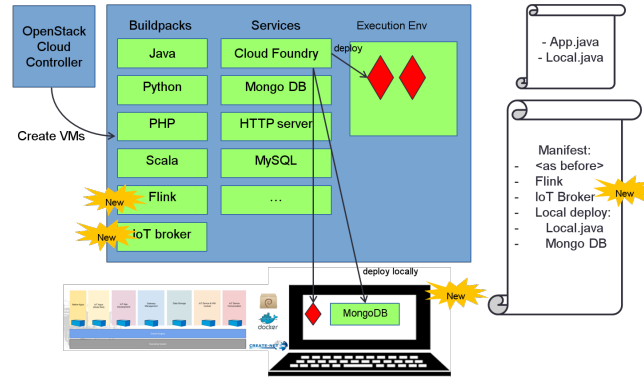 OpenStack
Cloud
Controller
Create VMs
Buildpacks
Java
Python
PHP
Scala
New
Flink
New
IoT broker
Services
Cloud Foundry
Mongo DB
HTTP server
MySQL
...
Execution Env
deploy
deploy locally
MongoDB
New
docker
CREATE-NET
- App.java
- Local.java
Manifest:
- <as before>
- Flink
- IoT Broker
- Local deploy:
- Local.java
- Mongo DB
New